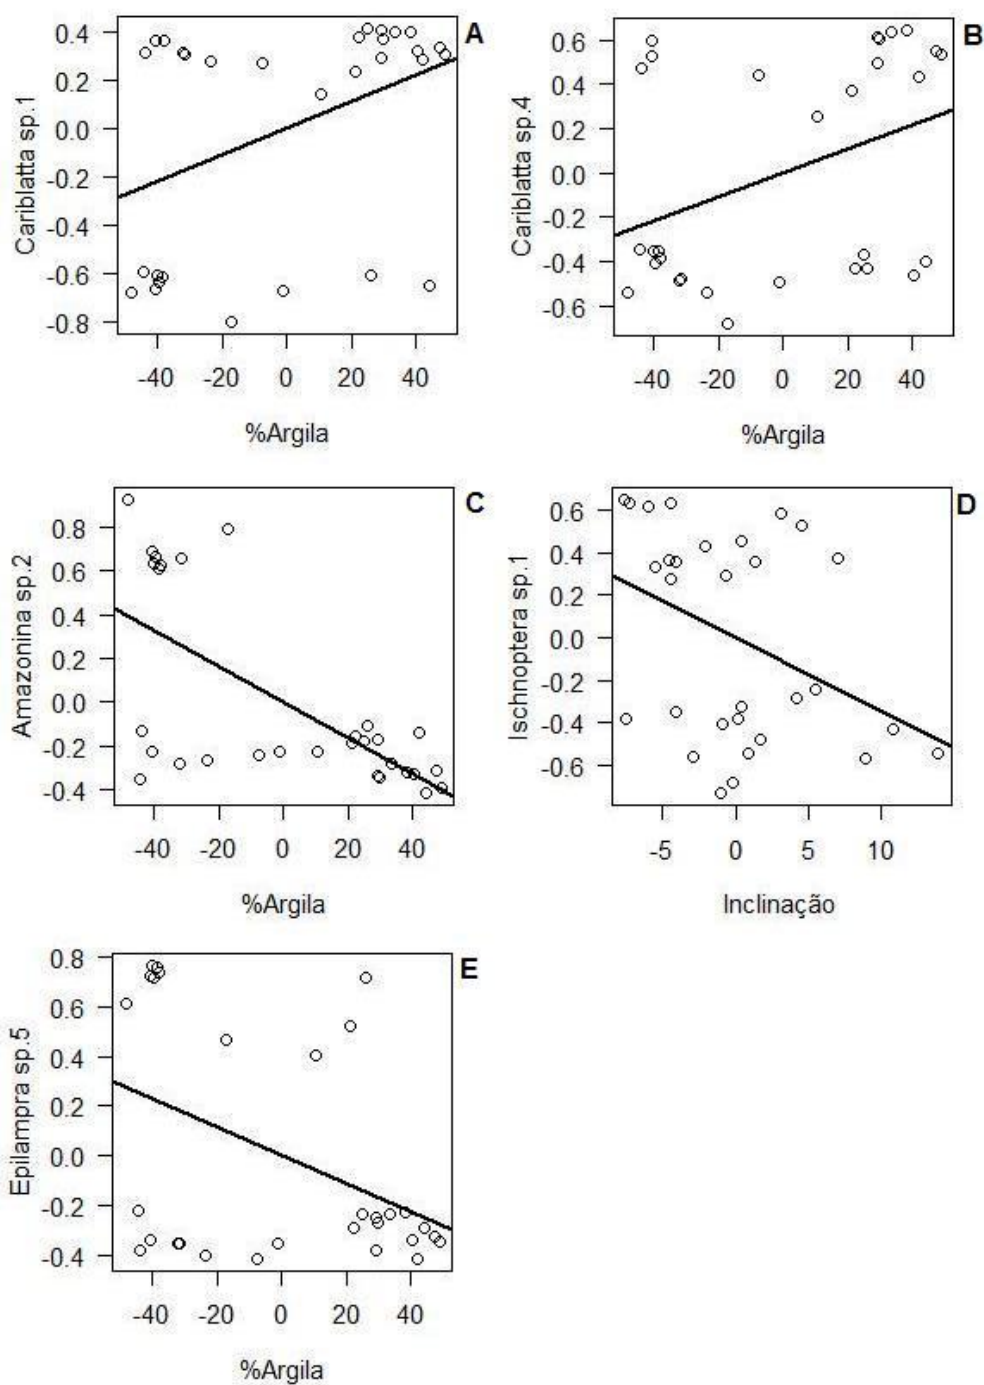 A
Cariblatta sp.1
0.4
0.2
0.0
-0.2
-0.4
-0.6
-0.8
-40 -20 0 20 40
%Argila
B
Cariblatta sp.4
0.6
0.4
0.2
0.0
-0.2
-0.4
-0.6
-40 -20 0 20 40
%Argila
C
Amazonina sp.2
0.8
0.6
0.4
0.2
0.0
-0.2
-0.4
-40 -20 0 20 40
%Argila
D
Ischnoptera sp.1
0.6
0.4
0.2
0.0
-0.2
-0.4
-0.6
-5 0 5 10
Inclinação
E
Epilampra sp.5
0.8
0.6
0.4
0.2
0.0
-0.2
-0.4
-40 -20 0 20 40
%Argila